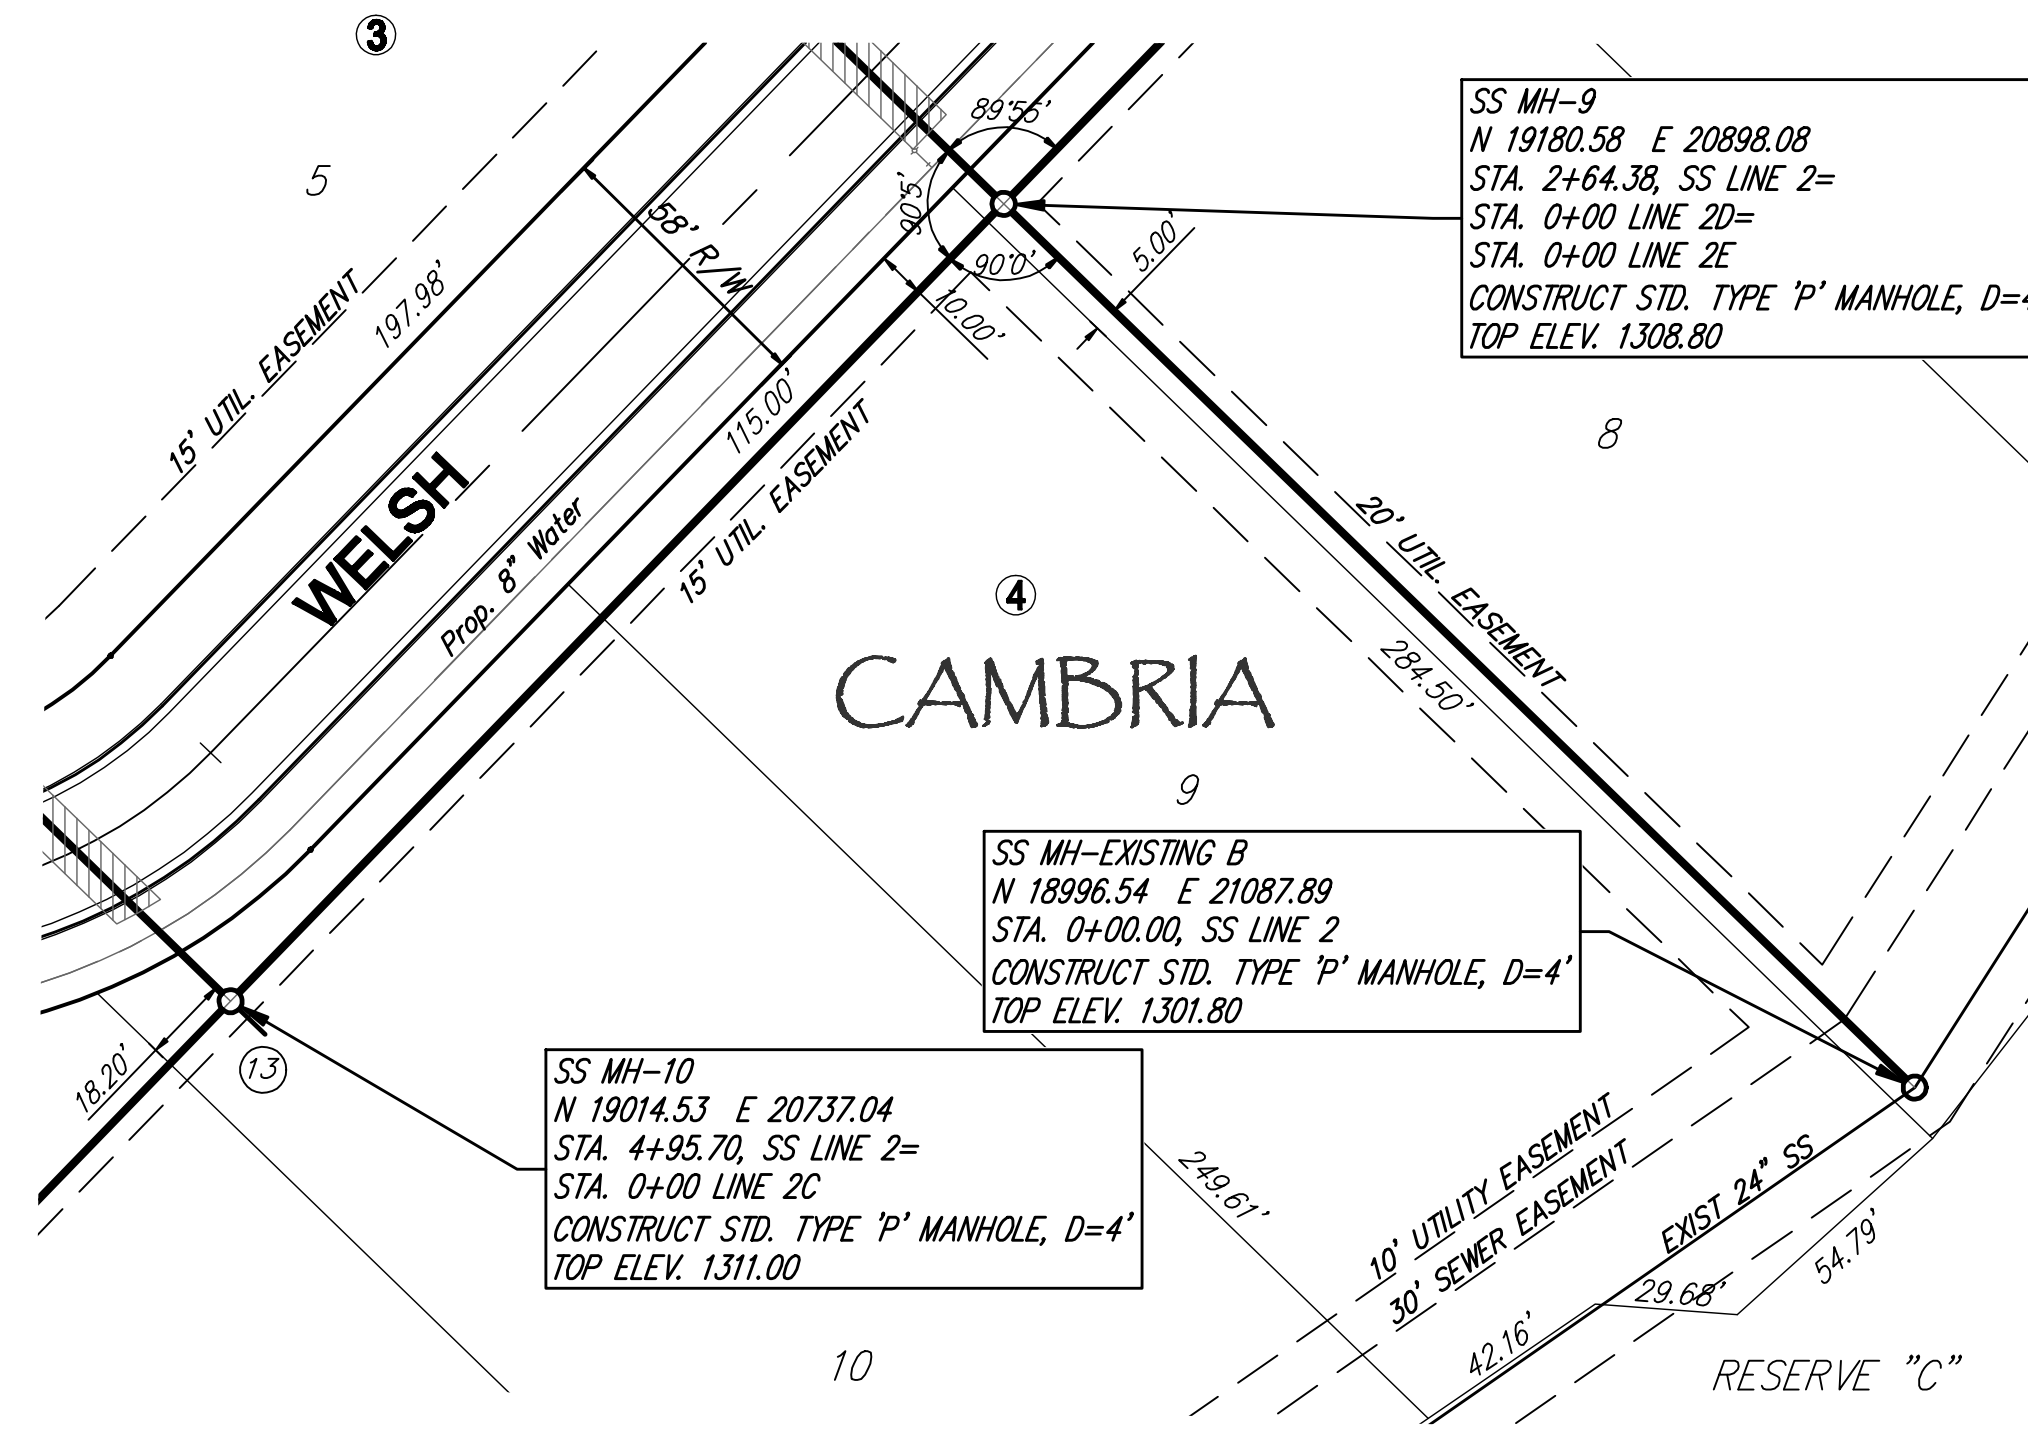 3
SS MH-9
N 19180.58 E 20898.08
STA. 2+64.38, SS LINE 2=
STA. 0+00 LINE 2D=
STA. 0+00 LINE 2E
CONSTRUCT STD. TYPE 'P' MANHOLE, D=4
TOP ELEV. 1308.80
89°55'
90°5'
90°0'
5
58' R/W
5.00'
10.00'
197.98'
15' UTIL. EASEMENT
115.00'
15' UTIL. EASEMENT
WELSH
Prop. 8" Water
8
20' UTIL. EASEMENT
284.50'
4
CAMBRIA
9
SS MH-EXISTING B
N 18996.54 E 21087.89
STA. 0+00.00, SS LINE 2
CONSTRUCT STD. TYPE 'P' MANHOLE, D=4'
TOP ELEV. 1301.80
18.20'
13
SS MH-10
N 19014.53 E 20737.04
STA. 4+95.70, SS LINE 2=
STA. 0+00 LINE 2C
CONSTRUCT STD. TYPE 'P' MANHOLE, D=4'
TOP ELEV. 1311.00
249.61'
10' UTILITY EASEMENT
30' SEWER EASEMENT
EXIST 24" SS
54.79'
29.68'
42.16'
10
RESERVE "C"